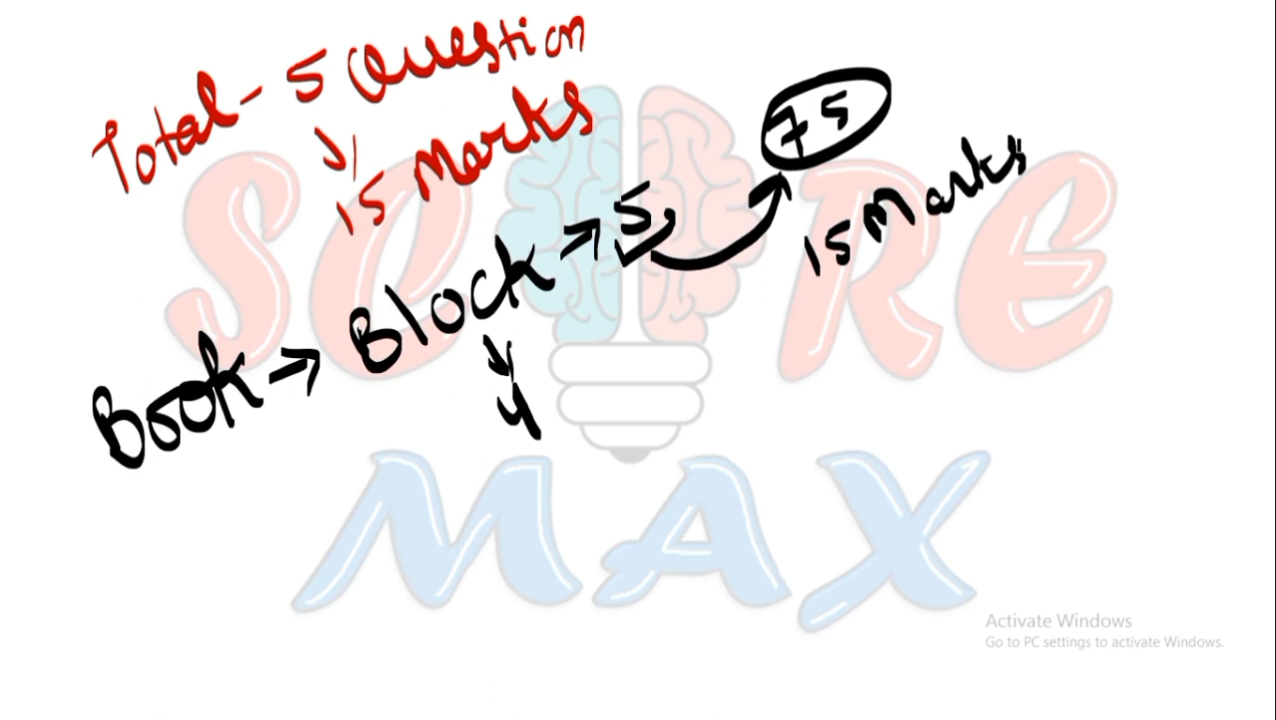 Total - 5 Question
↓
15 Marks
75
15 Marks
Book → Block → 5
↓
4
SCORE
MAX
Activate Windows
Go to PC settings to activate Windows.